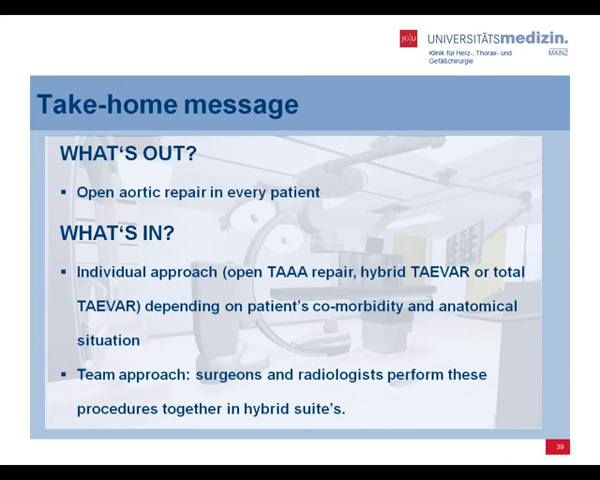 JG|U UNIVERSITÄTSmedizin.
MAINZ
Klinik für Herz-, Thorax- und
Gefäßchirurgie
Take-home message
WHAT‘S OUT?
▪ Open aortic repair in every patient
WHAT‘S IN?
▪ Individual approach (open TAAA repair, hybrid TAEVAR or total
TAEVAR) depending on patient’s co-morbidity and anatomical
situation
▪ Team approach: surgeons and radiologists perform these
procedures together in hybrid suite’s.
39